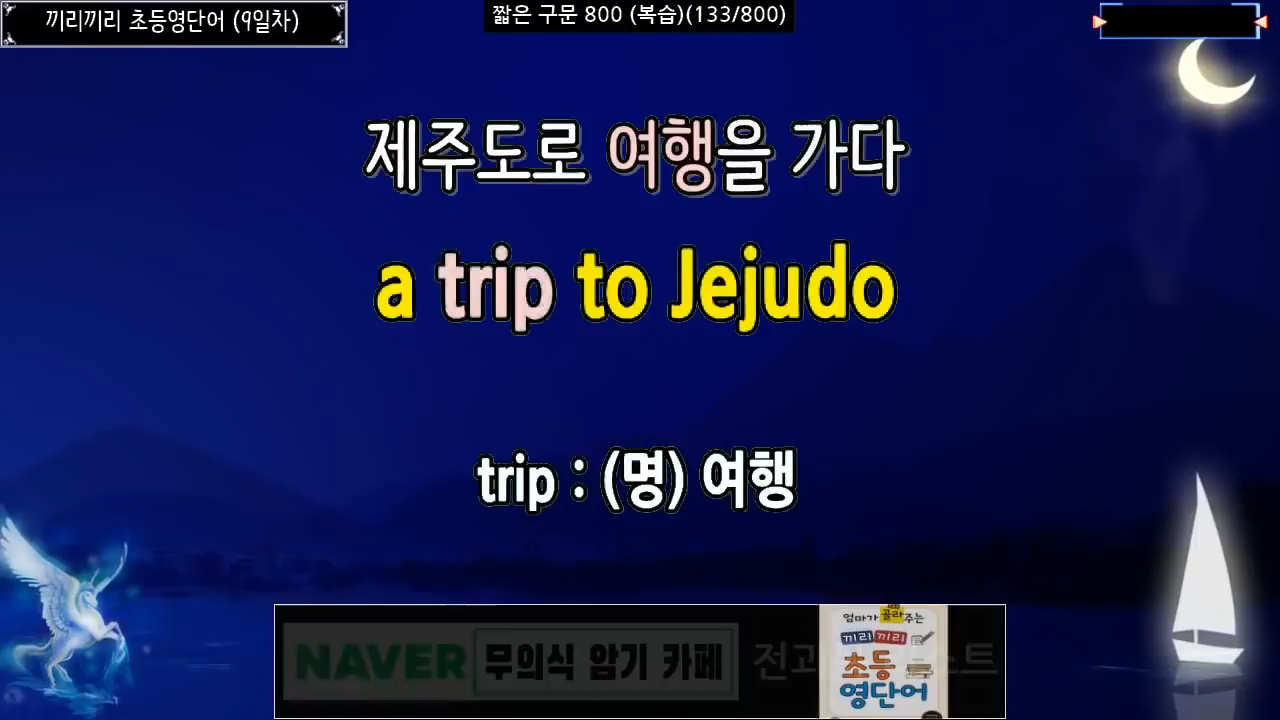 끼리끼리 초등영단어 (9일차)
짧은 구문 800 (복습)(133/800)
제주도로 여행을 가다
a trip to Jejudo
trip : (명) 여행
NAVER 무의식 암기 카페
엄마가 골라주는
끼리끼리
초등
영단어